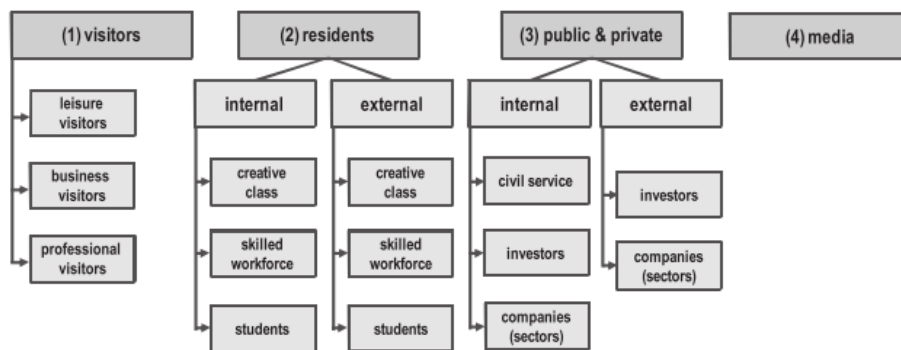 (1) visitors
(2) residents
(3) public & private
(4) media
internal
external
internal
external
leisure
visitors
business
visitors
professional
visitors
creative
class
skilled
workforce
students
creative
class
skilled
workforce
students
civil service
investors
companies
(sectors)
investors
companies
(sectors)